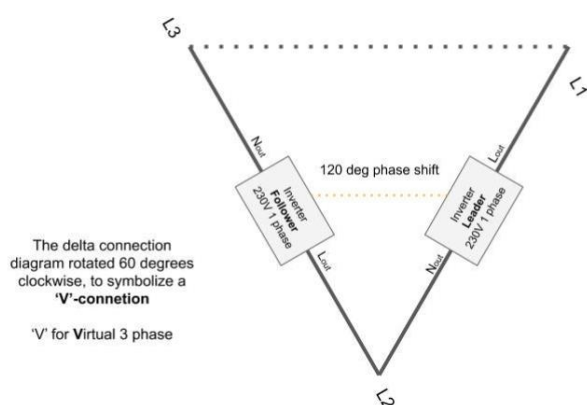 L3
L1
Nout
Lout
120 deg phase shift
Inverter
Follower
230V 1 phase
Inverter
Leader
230V 1 phase
Lout
Nout
The delta connection
diagram rotated 60 degrees
clockwise, to symbolize a
'V'-connetion
'V' for Virtual 3 phase
L2